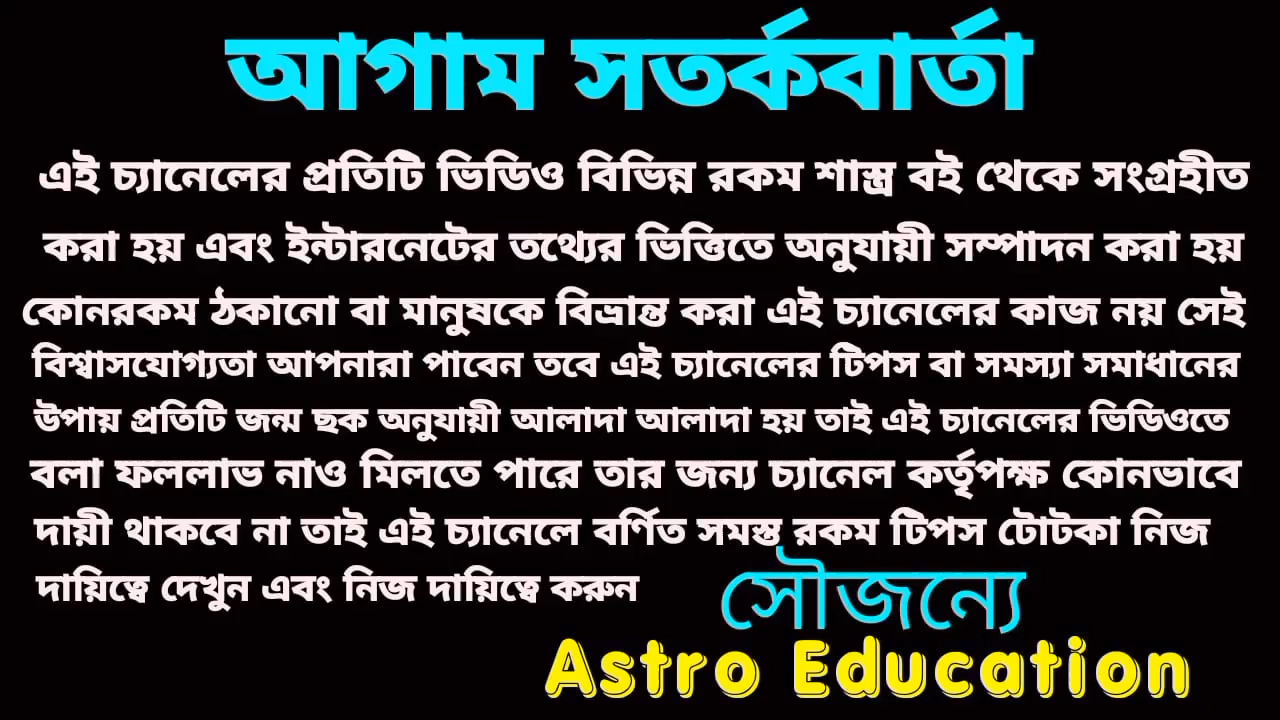 আগাম সতর্কবার্তা
এই চ্যানেলের প্রতিটি ভিডিও বিভিন্ন রকম শাস্ত্র বই থেকে সংগ্রহীত
করা হয় এবং ইন্টারনেটের তথ্যের ভিত্তিতে অনুযায়ী সম্পাদন করা হয়
কোনরকম ঠকানো বা মানুষকে বিভ্রান্ত করা এই চ্যানেলের কাজ নয় সেই
বিশ্বাসযোগ্যতা আপনারা পাবেন তবে এই চ্যানেলের টিপস বা সমস্যা সমাধানের
উপায় প্রতিটি জন্ম ছক অনুযায়ী আলাদা আলাদা হয় তাই এই চ্যানেলের ভিডিওতে
বলা ফললাভ নাও মিলতে পারে তার জন্য চ্যানেল কর্তৃপক্ষ কোনভাবে
দায়ী থাকবে না তাই এই চ্যানেলে বর্ণিত সমস্ত রকম টিপস টোটকা নিজ
দায়িত্বে দেখুন এবং নিজ দায়িত্বে করুন
সৌজন্যে
Astro Education